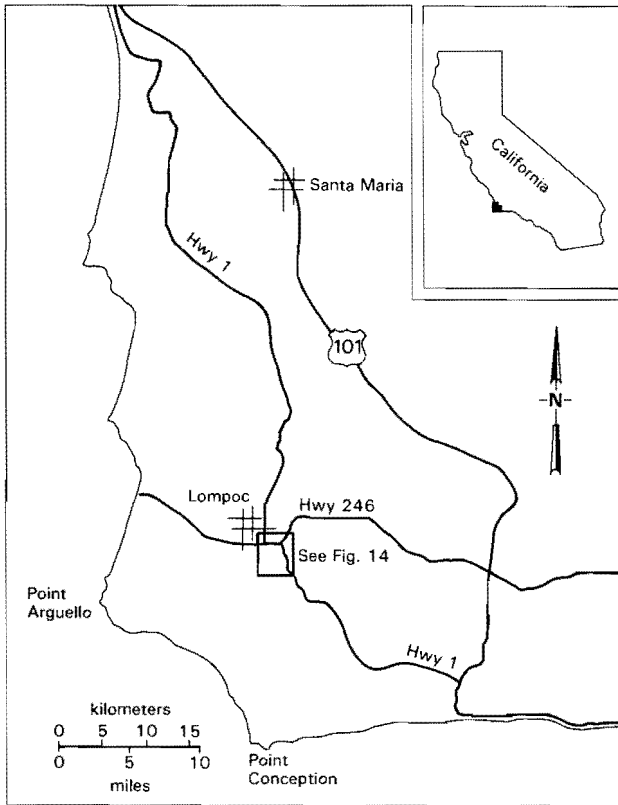 California
Santa Maria
Hwy 1
101
N
Lompoc
Hwy 246
See Fig. 14
Point
Arguello
Hwy 1
kilometers
0 5 10 15
0 5 10
miles
Point
Conception